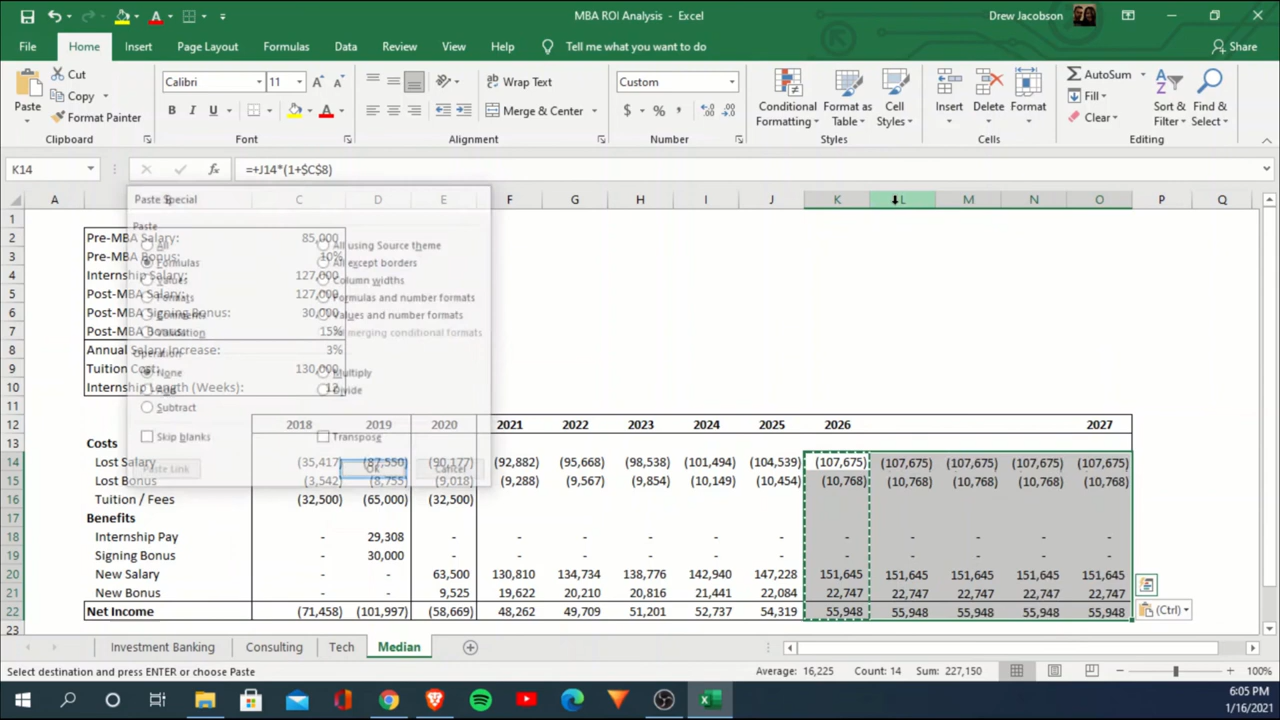 MBA ROI Analysis - Excel
Drew Jacobson
File Home Insert Page Layout Formulas Data Review View Help Tell me what you want to do
Share
Paste
Cut
Copy
Format Painter
Calibri 11
B I U
Wrap Text
Merge & Center
Custom
$ %
Conditional Formatting
Format as Table
Cell Styles
Insert Delete Format
AutoSum
Fill
Clear
Sort & Filter
Find & Select
Clipboard Font Alignment Number Styles Cells Editing
K14 =+J14*(1+$C$8)
A C D E F G H I J K L M N O P Q
Paste Special
Paste
All
Formulas
Values
Formats
Comments
Validation
All using Source theme
All except borders
Column widths
Formulas and number formats
Values and number formats
All merging conditional formats
Operation
None
Add
Subtract
Multiply
Divide
Skip blanks
Transpose
Paste Link
OK
Cancel
1
2 Pre-MBA Salary: 85,000
3 Pre-MBA Bonus: 10%
4 Internship Salary: 127,000
5 Post-MBA Salary: 127,000
6 Post-MBA Signing Bonus: 30,000
7 Post-MBA Bonus: 15%
8 Annual Salary Increase: 3%
9 Tuition Cost: 130,000
10 Internship Length (Weeks): 12
11
12 2018 2019 2020 2021 2022 2023 2024 2025 2026 2027
13 Costs
14 Lost Salary (35,417) (87,550) (90,177) (92,882) (95,668) (98,538) (101,494) (104,539) (107,675) (107,675) (107,675) (107,675) (107,675)
15 Lost Bonus (3,542) (8,755) (9,018) (9,288) (9,567) (9,854) (10,149) (10,454) (10,768) (10,768) (10,768) (10,768) (10,768)
16 Tuition / Fees (32,500) (65,000) (32,500)
17 Benefits
18 Internship Pay - 29,308 - - - - - - - - - - -
19 Signing Bonus - 30,000 - - - - - - - - - - -
20 New Salary - - 63,500 130,810 134,734 138,776 142,940 147,228 151,645 151,645 151,645 151,645 151,645
21 New Bonus - - 9,525 19,622 20,210 20,816 21,441 22,084 22,747 22,747 22,747 22,747 22,747
22 Net Income (71,458) (101,997) (58,669) 48,262 49,709 51,201 52,737 54,319 55,948 55,948 55,948 55,948 55,948
23
(Ctrl)
Investment Banking Consulting Tech Median
Select destination and press ENTER or choose Paste
Average: 16,225 Count: 14 Sum: 227,150
100%
6:05 PM
1/16/2021